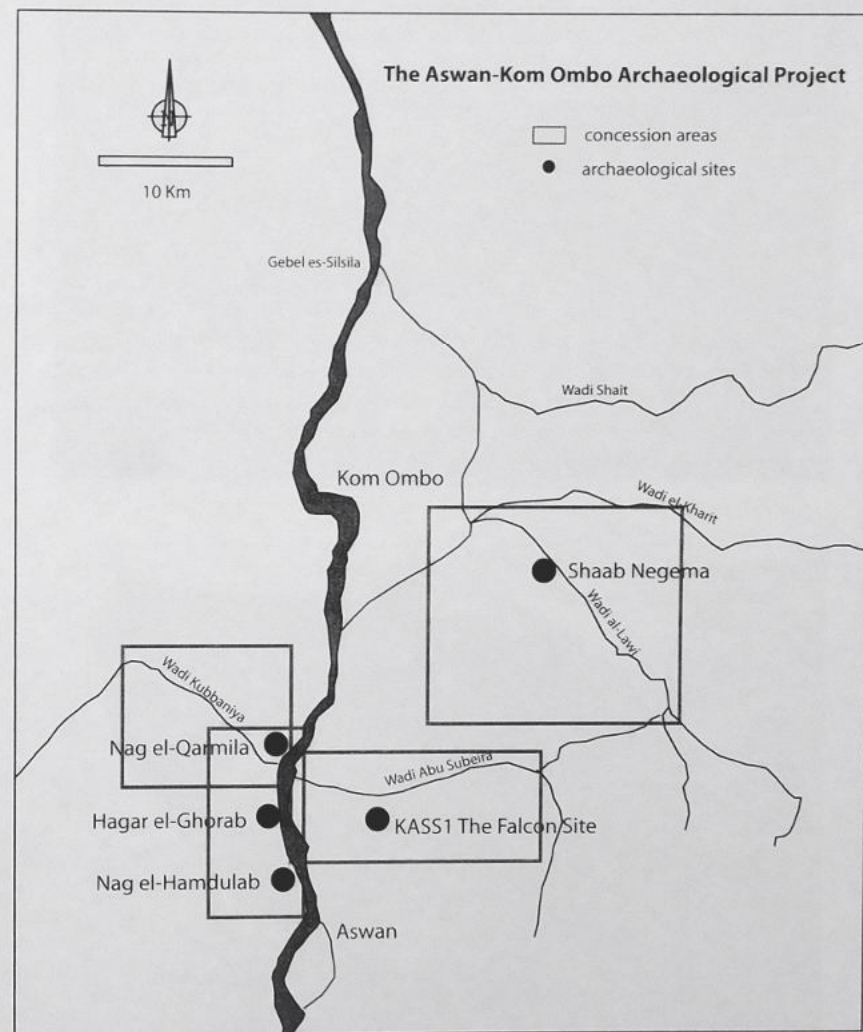 The Aswan-Kom Ombo Archaeological Project
N
concession areas
archaeological sites
10 Km
Gebel es-Silsila
Wadi Shait
Kom Ombo
Wadi el-Kharit
Shaab Negema
Wadi al-Lawi
Wadi Kubbaniya
Nag el-Qarmila
Wadi Abu Subeira
Hagar el-Ghorab
KASS1 The Falcon Site
Nag el-Hamdulab
Aswan